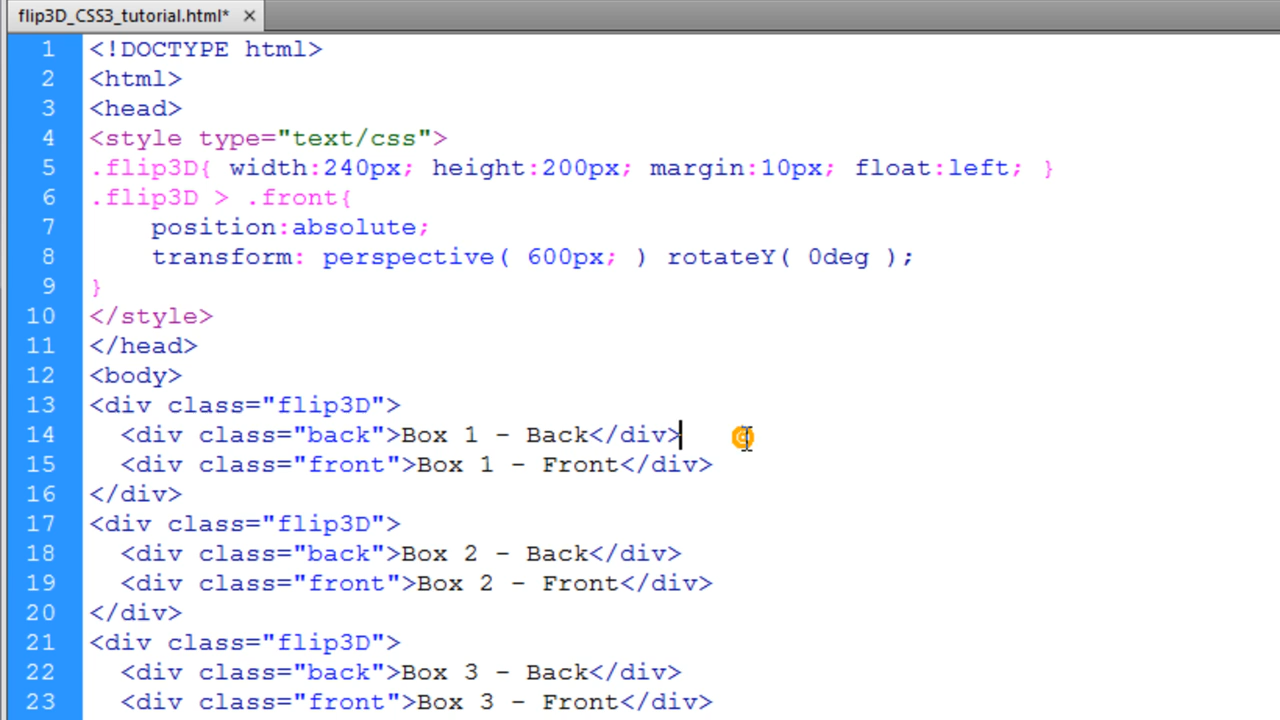 flip3D_CSS3_tutorial.html* ×
1 <!DOCTYPE html>
2 <html>
3 <head>
4 <style type="text/css">
5 .flip3D{ width:240px; height:200px; margin:10px; float:left; }
6 .flip3D > .front{
7     position:absolute;
8     transform: perspective( 600px; ) rotateY( 0deg );
9 }
10 </style>
11 </head>
12 <body>
13 <div class="flip3D">
14   <div class="back">Box 1 - Back</div>
15   <div class="front">Box 1 - Front</div>
16 </div>
17 <div class="flip3D">
18   <div class="back">Box 2 - Back</div>
19   <div class="front">Box 2 - Front</div>
20 </div>
21 <div class="flip3D">
22   <div class="back">Box 3 - Back</div>
23   <div class="front">Box 3 - Front</div>